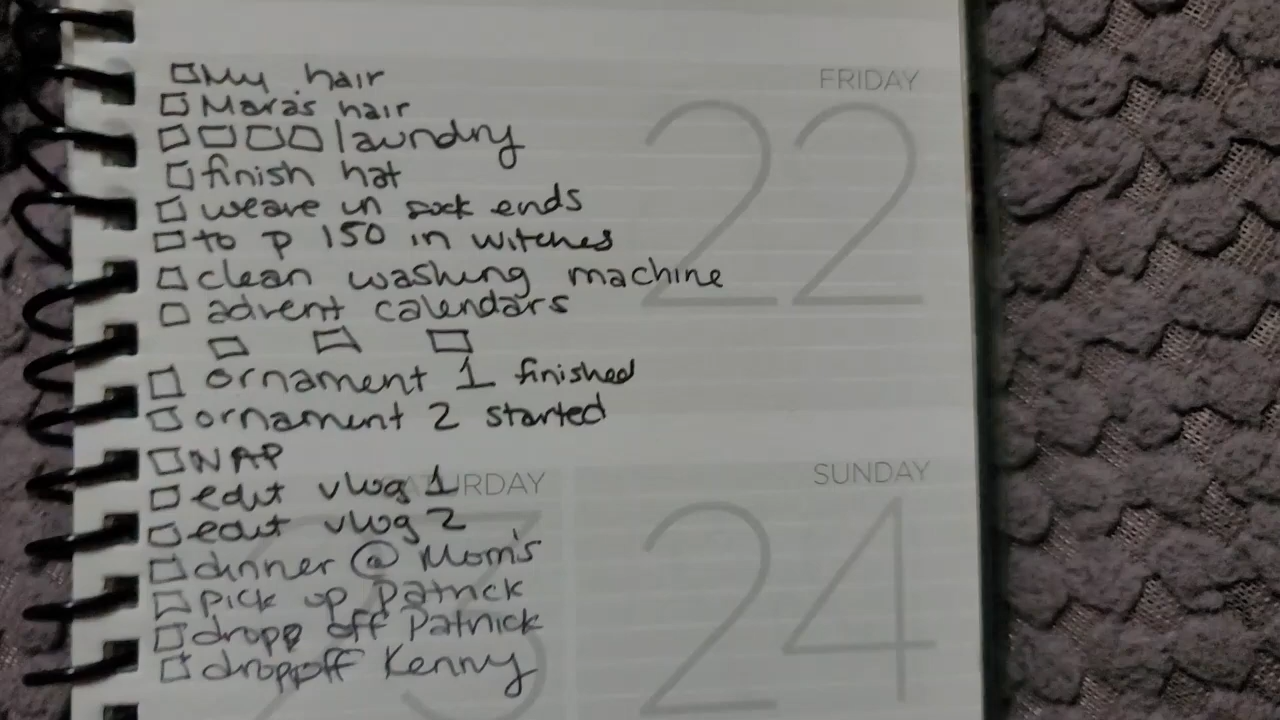 ☐ My hair
FRIDAY
☐ Mara's hair
22
☐ ☐ ☐ ☐ laundry
☐ finish hat
☐ weave in sock ends
☐ to p 150 in witches
☐ clean washing machine
☐ advent calendars
☐ ☐ ☐
☐ ornament 1 finished
☐ ornament 2 started
☐ NAP
SATURDAY
SUNDAY
☐ edit vlog 1
23
24
☐ edit vlog 2
☐ dinner @ Mom's
☐ pick up Patrick
☐ dropp off Patrick
☐ dropp off Kenny